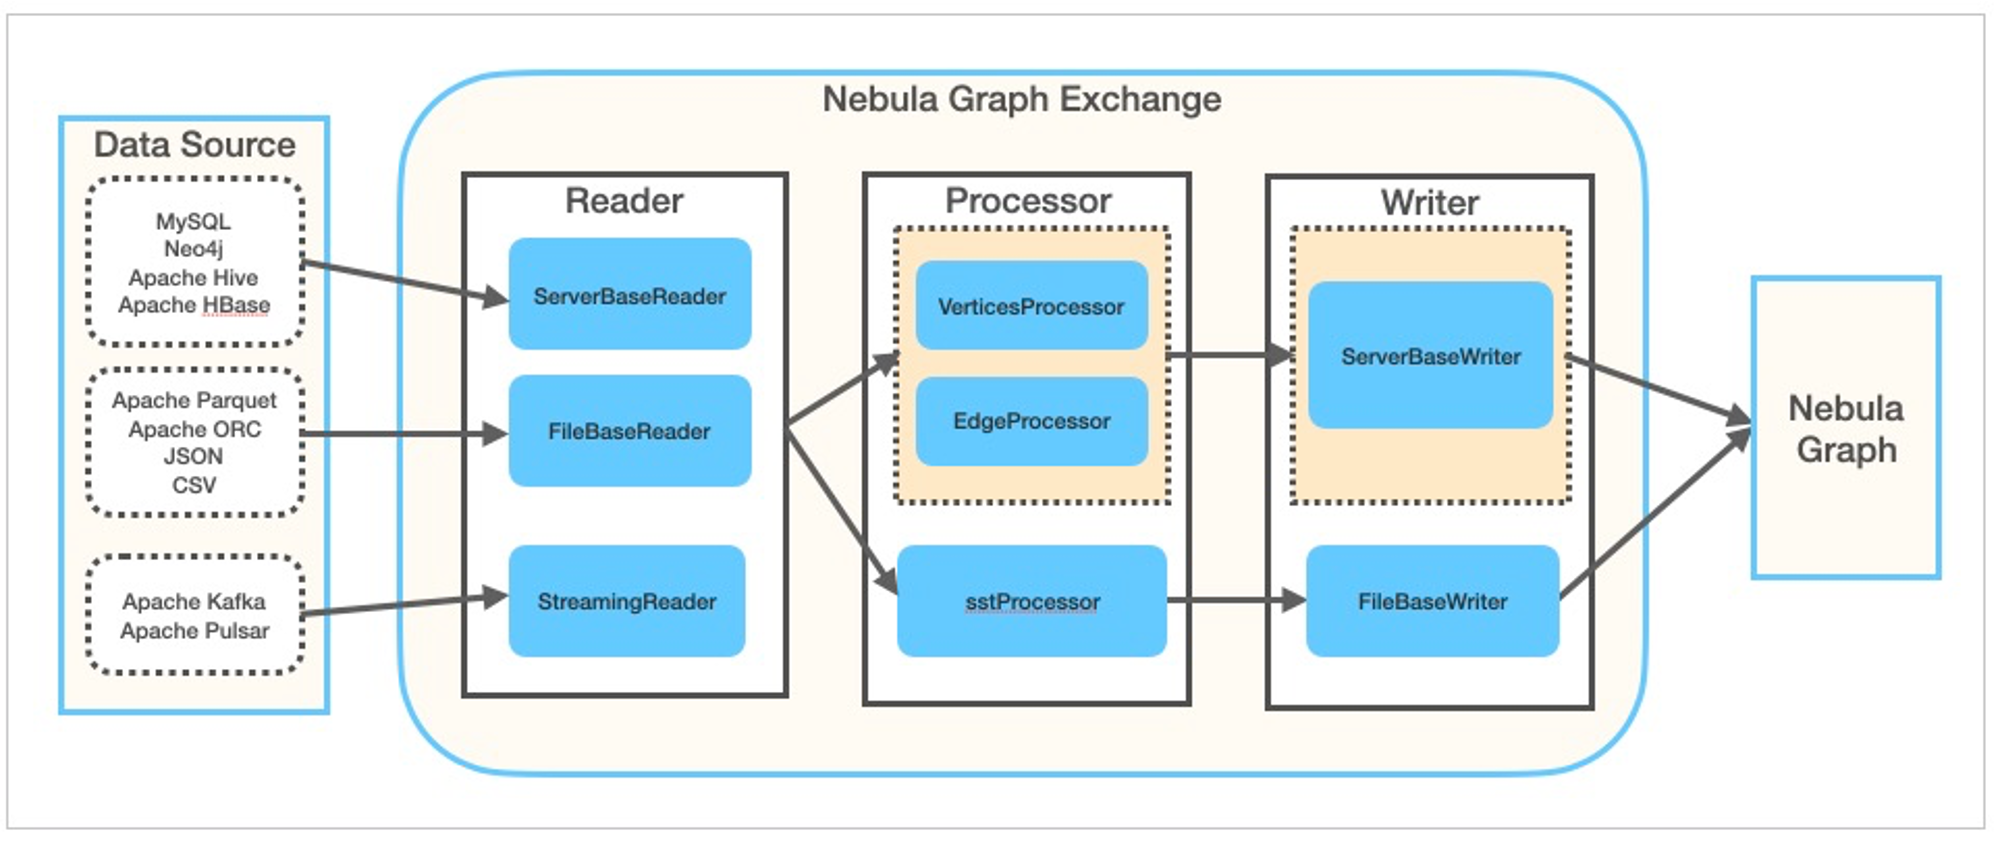 Nebula Graph Exchange
Data Source
MySQL
Neo4j
Apache Hive
Apache HBase
Apache Parquet
Apache ORC
JSON
CSV
Apache Kafka
Apache Pulsar
Reader
ServerBaseReader
FileBaseReader
StreamingReader
Processor
VerticesProcessor
EdgeProcessor
sstProcessor
Writer
ServerBaseWriter
FileBaseWriter
Nebula
Graph